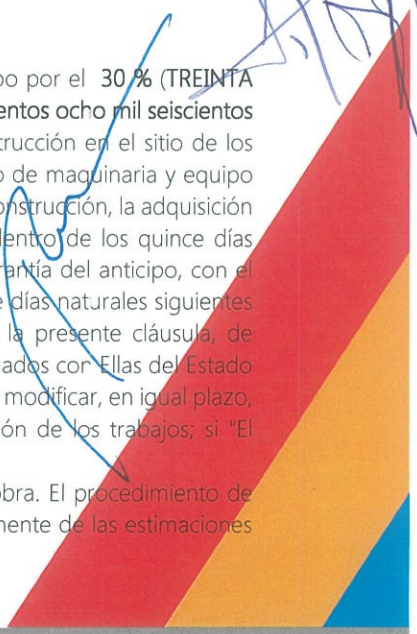 po por el 30 % (TREINTA
entos ocho mil seiscientos
trucción en el sitio de los
o de maquinaria y equipo
onstrucción, la adquisición
dentro de los quince días
rantía del anticipo, con el
e días naturales siguientes
la presente cláusula, de
ados con Ellas del Estado
modificar, en igual plazo,
ón de los trabajos; si "El
obra. El procedimiento de
mente de las estimaciones